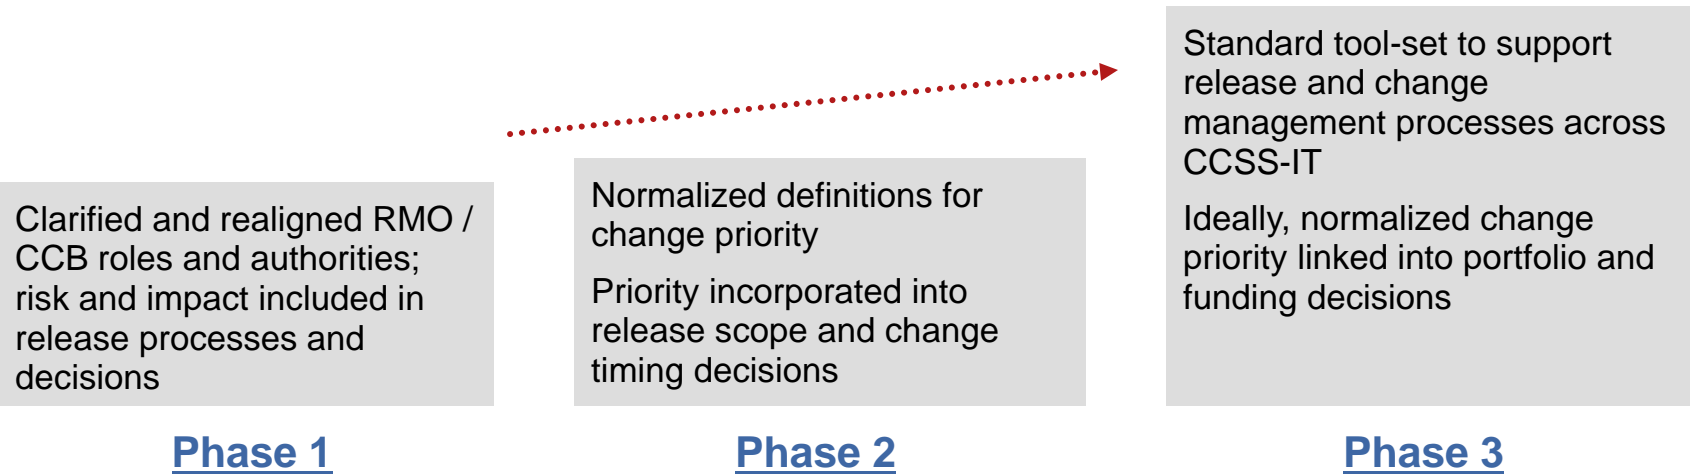 Clarified and realigned RMO /
CCB roles and authorities;
risk and impact included in
release processes and
decisions
Phase 1
Normalized definitions for
change priority
Priority incorporated into
release scope and change
timing decisions
Phase 2
Standard tool-set to support
release and change
management processes across
CCSS-IT
Ideally, normalized change
priority linked into portfolio and
funding decisions
Phase 3